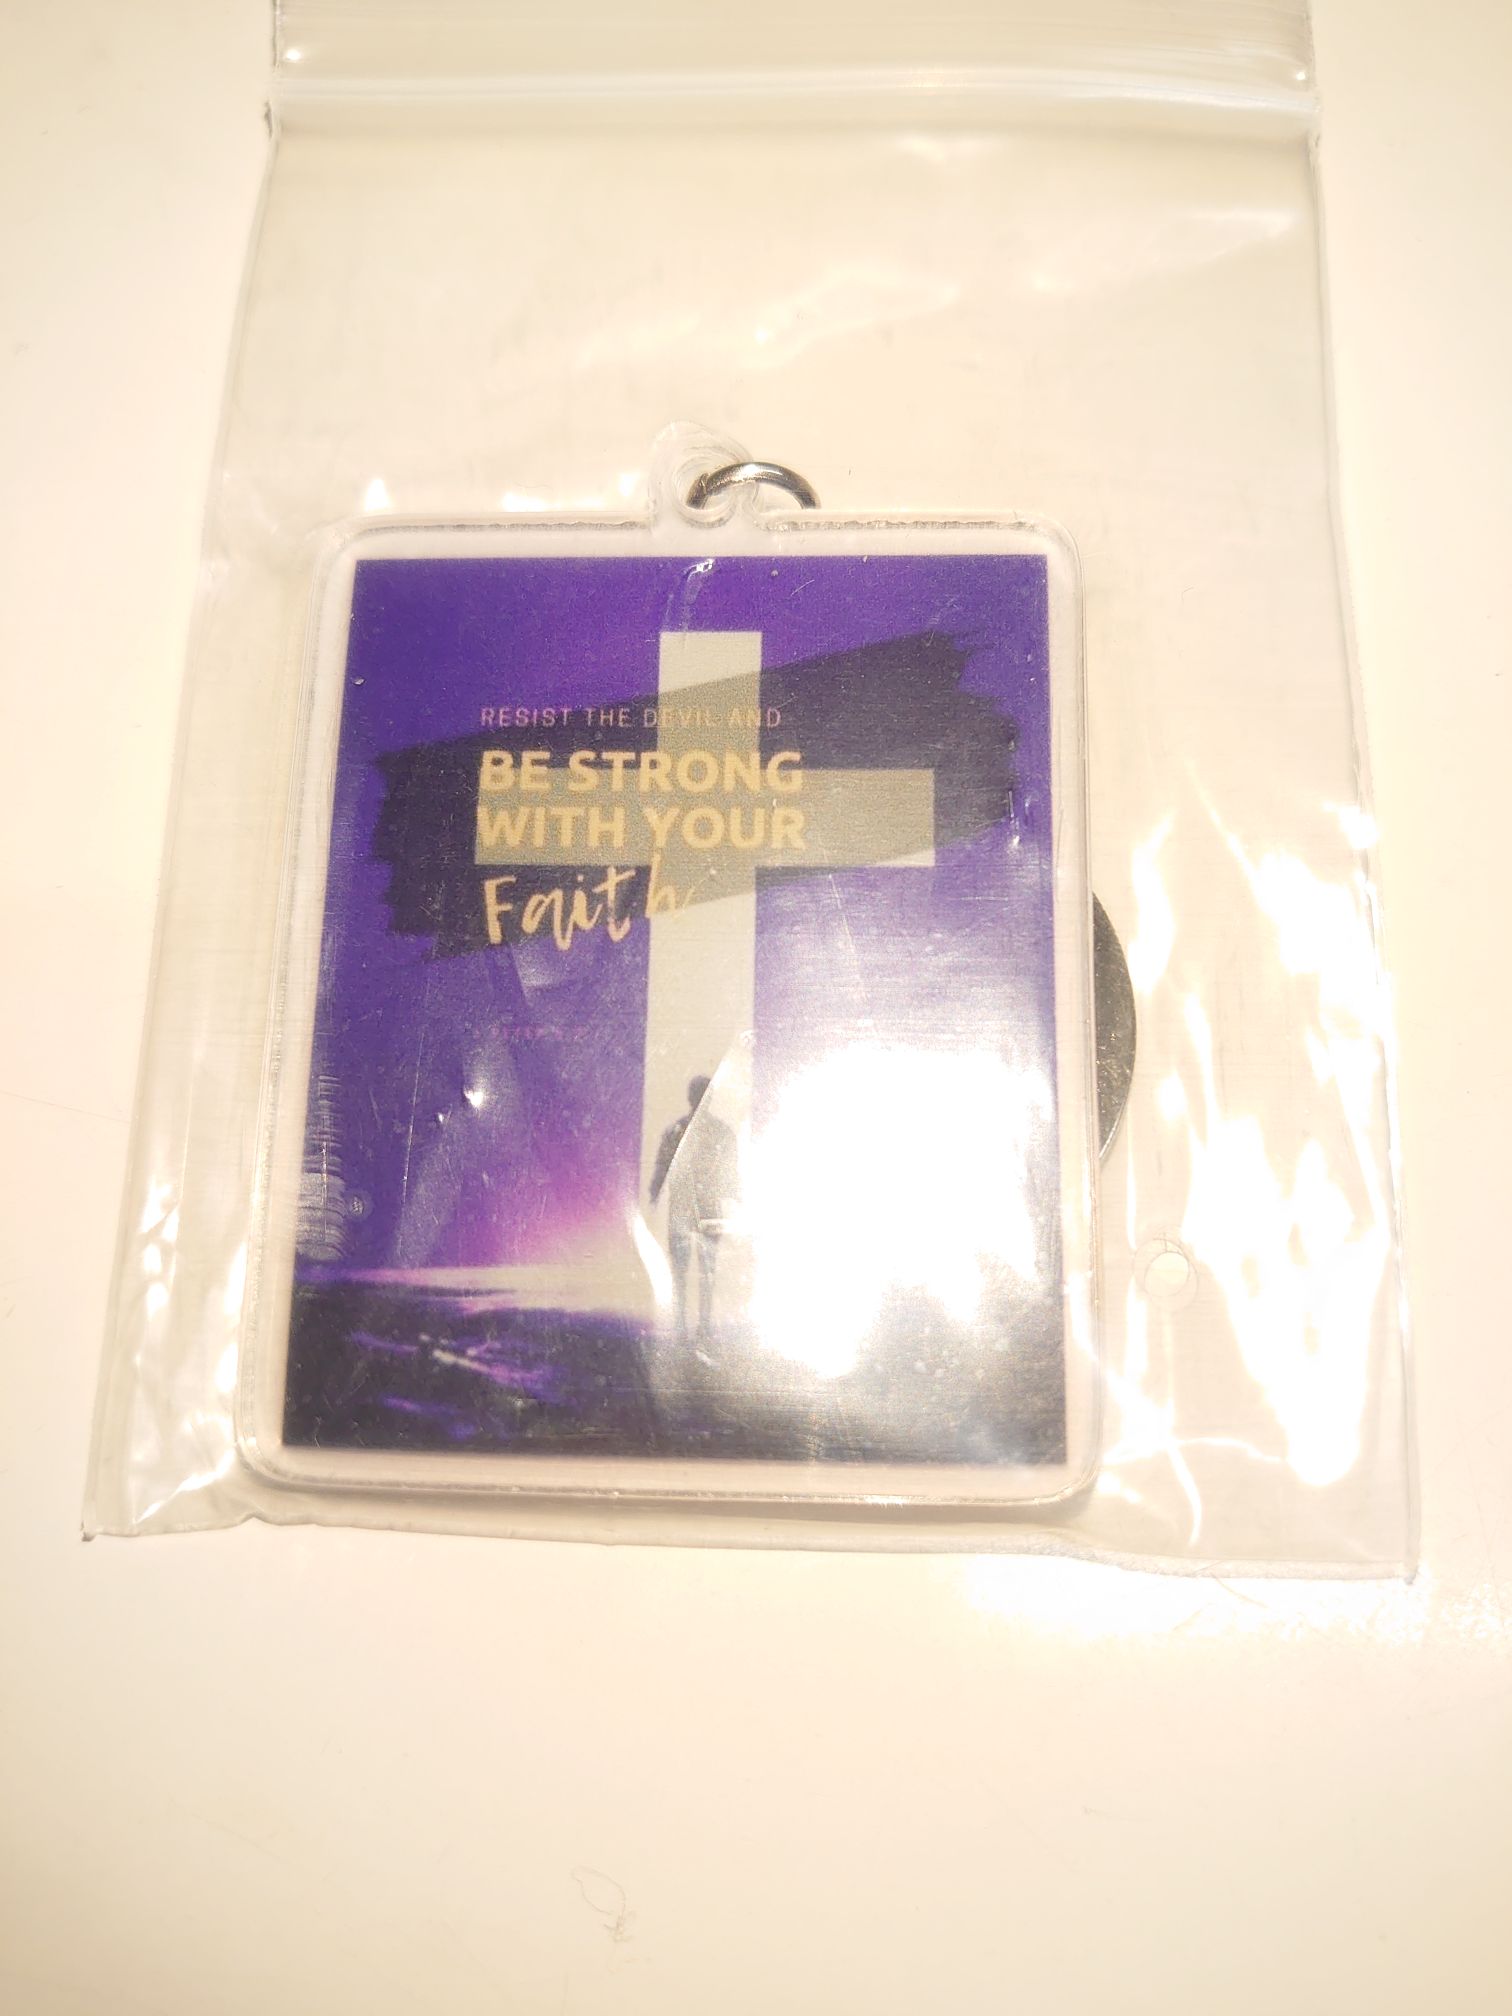 RESIST THE DEVIL AND
BE STRONG
WITH YOUR
Faith